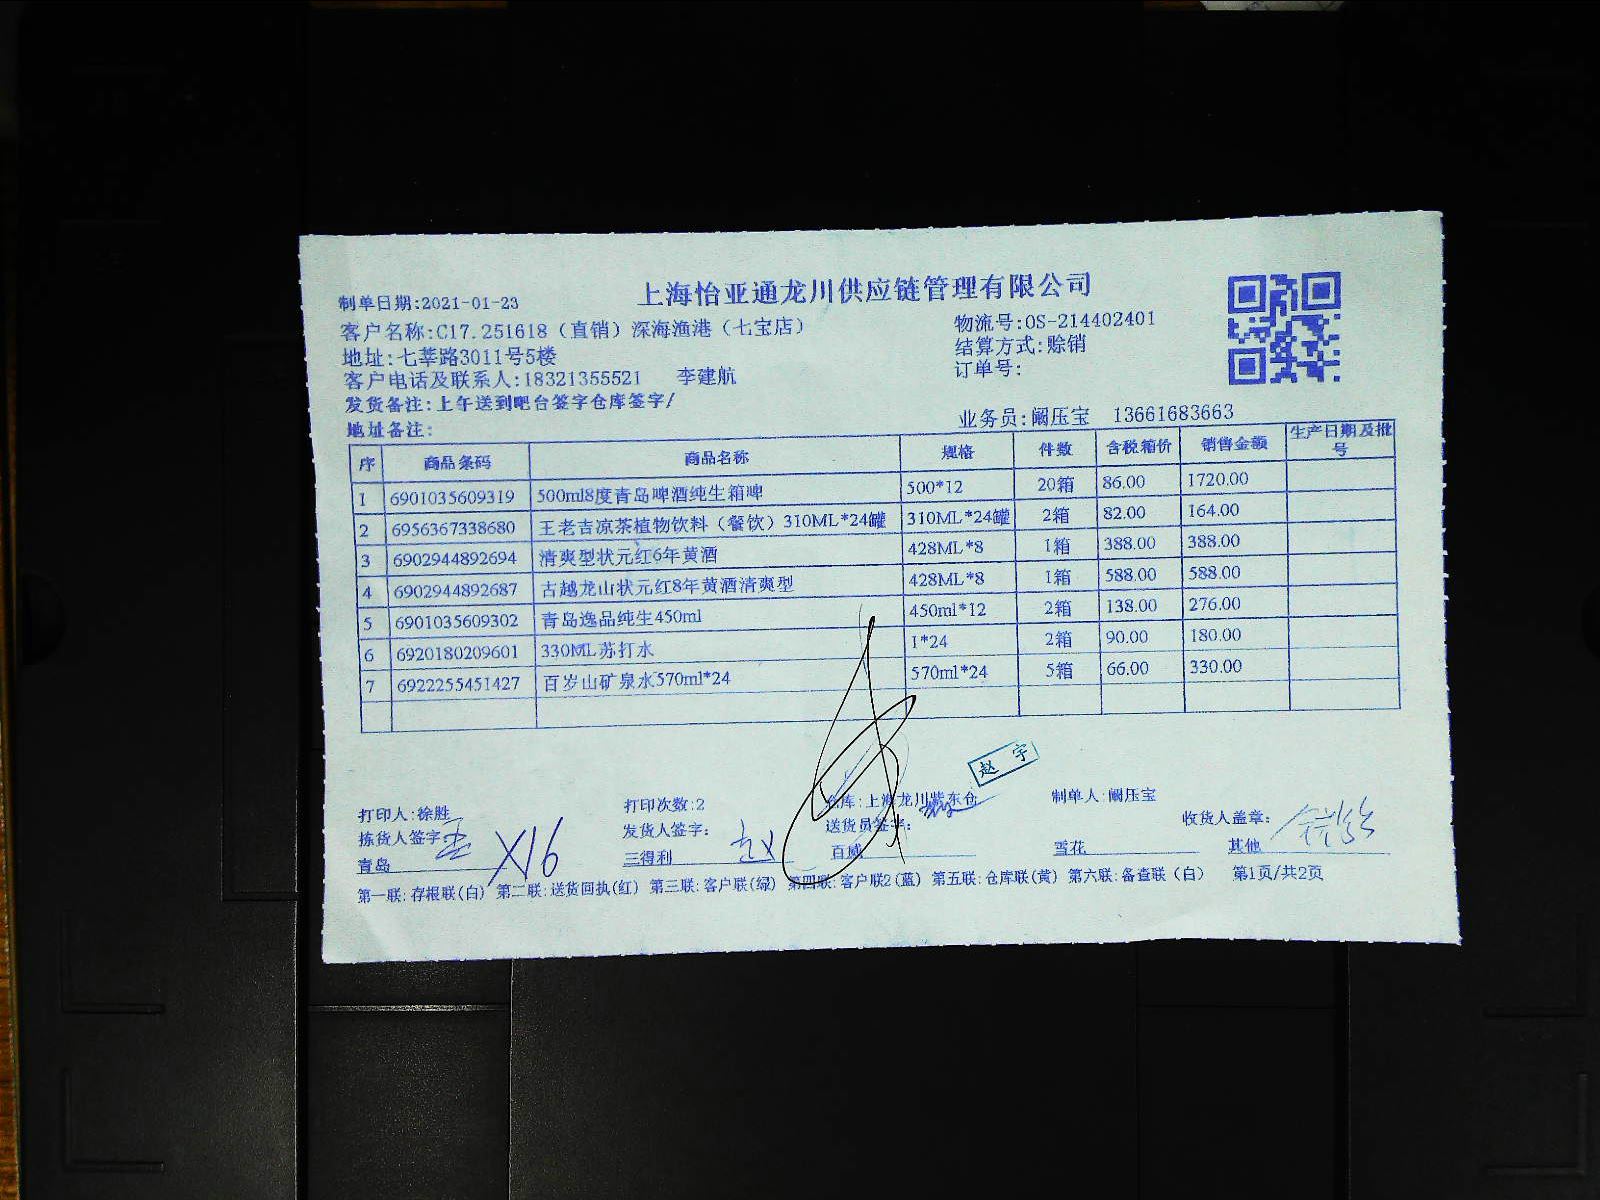 上海怡亚通龙川供应链管理有限公司
制单日期:2021-01-23
客户名称:C17.251618（直销）深海渔港（七宝店） 物流号:OS-214402401
地址:七莘路3011号5楼 结算方式:赊销
客户电话及联系人:18321355521 李建航 订单号:
发货备注:上午送到吧台签字仓库签字/
地址备注: 业务员:阚压宝 13661683663
序 商品条码 商品名称 规格 件数 含税箱价 销售金额 生产日期及批号
1 6901035609319 500ml8度青岛啤酒纯生箱啤 500*12 20箱 86.00 1720.00
2 6956367338680 王老吉凉茶植物饮料（餐饮）310ML*24罐 310ML*24罐 2箱 82.00 164.00
3 6902944892694 清爽型状元红6年黄酒 428ML*8 1箱 388.00 388.00
4 6902944892687 古越龙山状元红8年黄酒清爽型 428ML*8 1箱 588.00 588.00
5 6901035609302 青岛逸品纯生450ml 450ml*12 2箱 138.00 276.00
6 6920180209601 330ML苏打水 1*24 2箱 90.00 180.00
7 6922255451427 百岁山矿泉水570ml*24 570ml*24 5箱 66.00 330.00
赵宇
打印人:徐胜 打印次数:2 仓库:上海龙川紫东仓 制单人:阚压宝
拣货人签字: 发货人签字: 送货员签字: 收货人盖章:
青岛 X16 三得利 百威 雪花 其他
第一联:存根联(白) 第二联:送货回执(红) 第三联:客户联(绿) 第四联:客户联2(蓝) 第五联:仓库联(黄) 第六联:备查联（白） 第1页/共2页